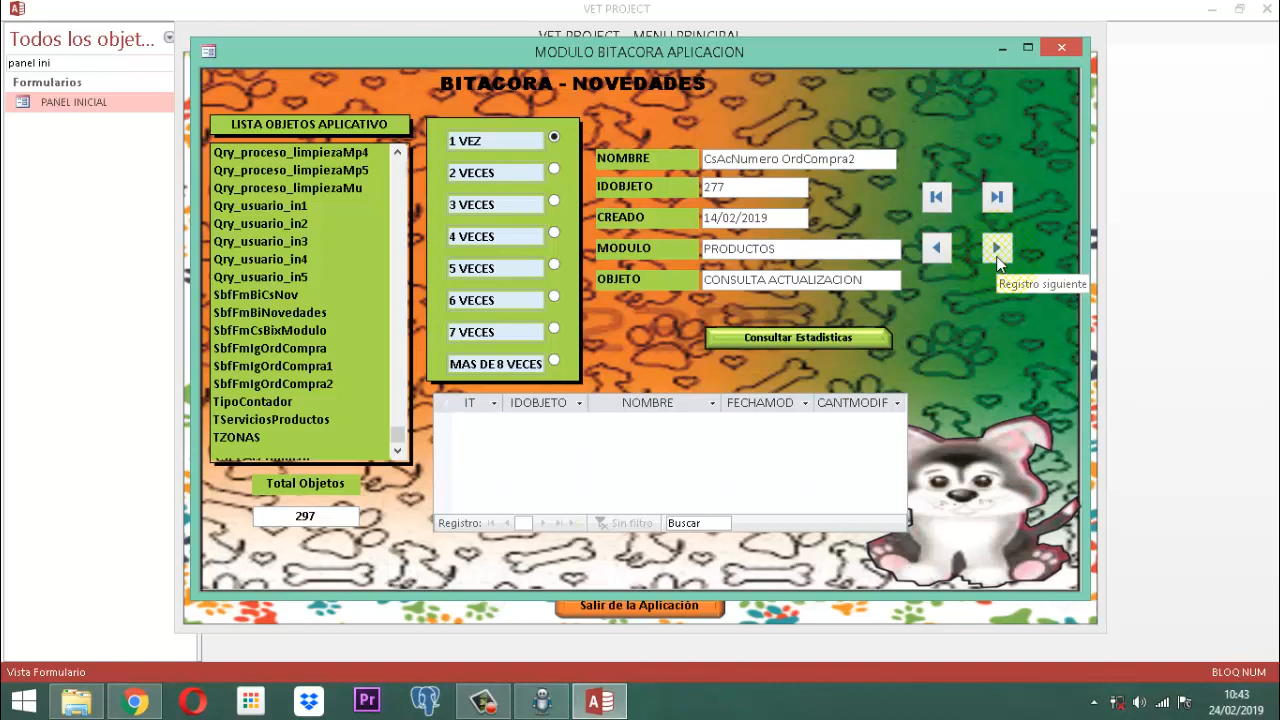 VET PROJECT
Todos los objet...
panel ini
Formularios
PANEL INICIAL
VET PROJECT - MENU PRINCIPAL
MODULO BITACORA APLICACION
BITACORA - NOVEDADES
LISTA OBJETOS APLICATIVO
Qry_proceso_limpiezaMp4
Qry_proceso_limpiezaMp5
Qry_proceso_limpiezaMu
Qry_usuario_in1
Qry_usuario_in2
Qry_usuario_in3
Qry_usuario_in4
Qry_usuario_in5
SbfFmBiCsNov
SbfFmBiNovedades
SbfFmCsBixModulo
SbfFmIgOrdCompra
SbfFmIgOrdCompra1
SbfFmIgOrdCompra2
TipoContador
TServiciosProductos
TZONAS
Total Objetos
297
1 VEZ
2 VECES
3 VECES
4 VECES
5 VECES
6 VECES
7 VECES
MAS DE 8 VECES
NOMBRE CsAcNumero OrdCompra2
IDOBJETO 277
CREADO 14/02/2019
MODULO PRODUCTOS
OBJETO CONSULTA ACTUALIZACION
Registro siguiente
Consultar Estadisticas
IT IDOBJETO NOMBRE FECHAMOD CANTMODIF
Registro: Sin filtro Buscar
Salir de la Aplicación
Vista Formulario
BLOQ NUM
Pr
10:43
24/02/2019